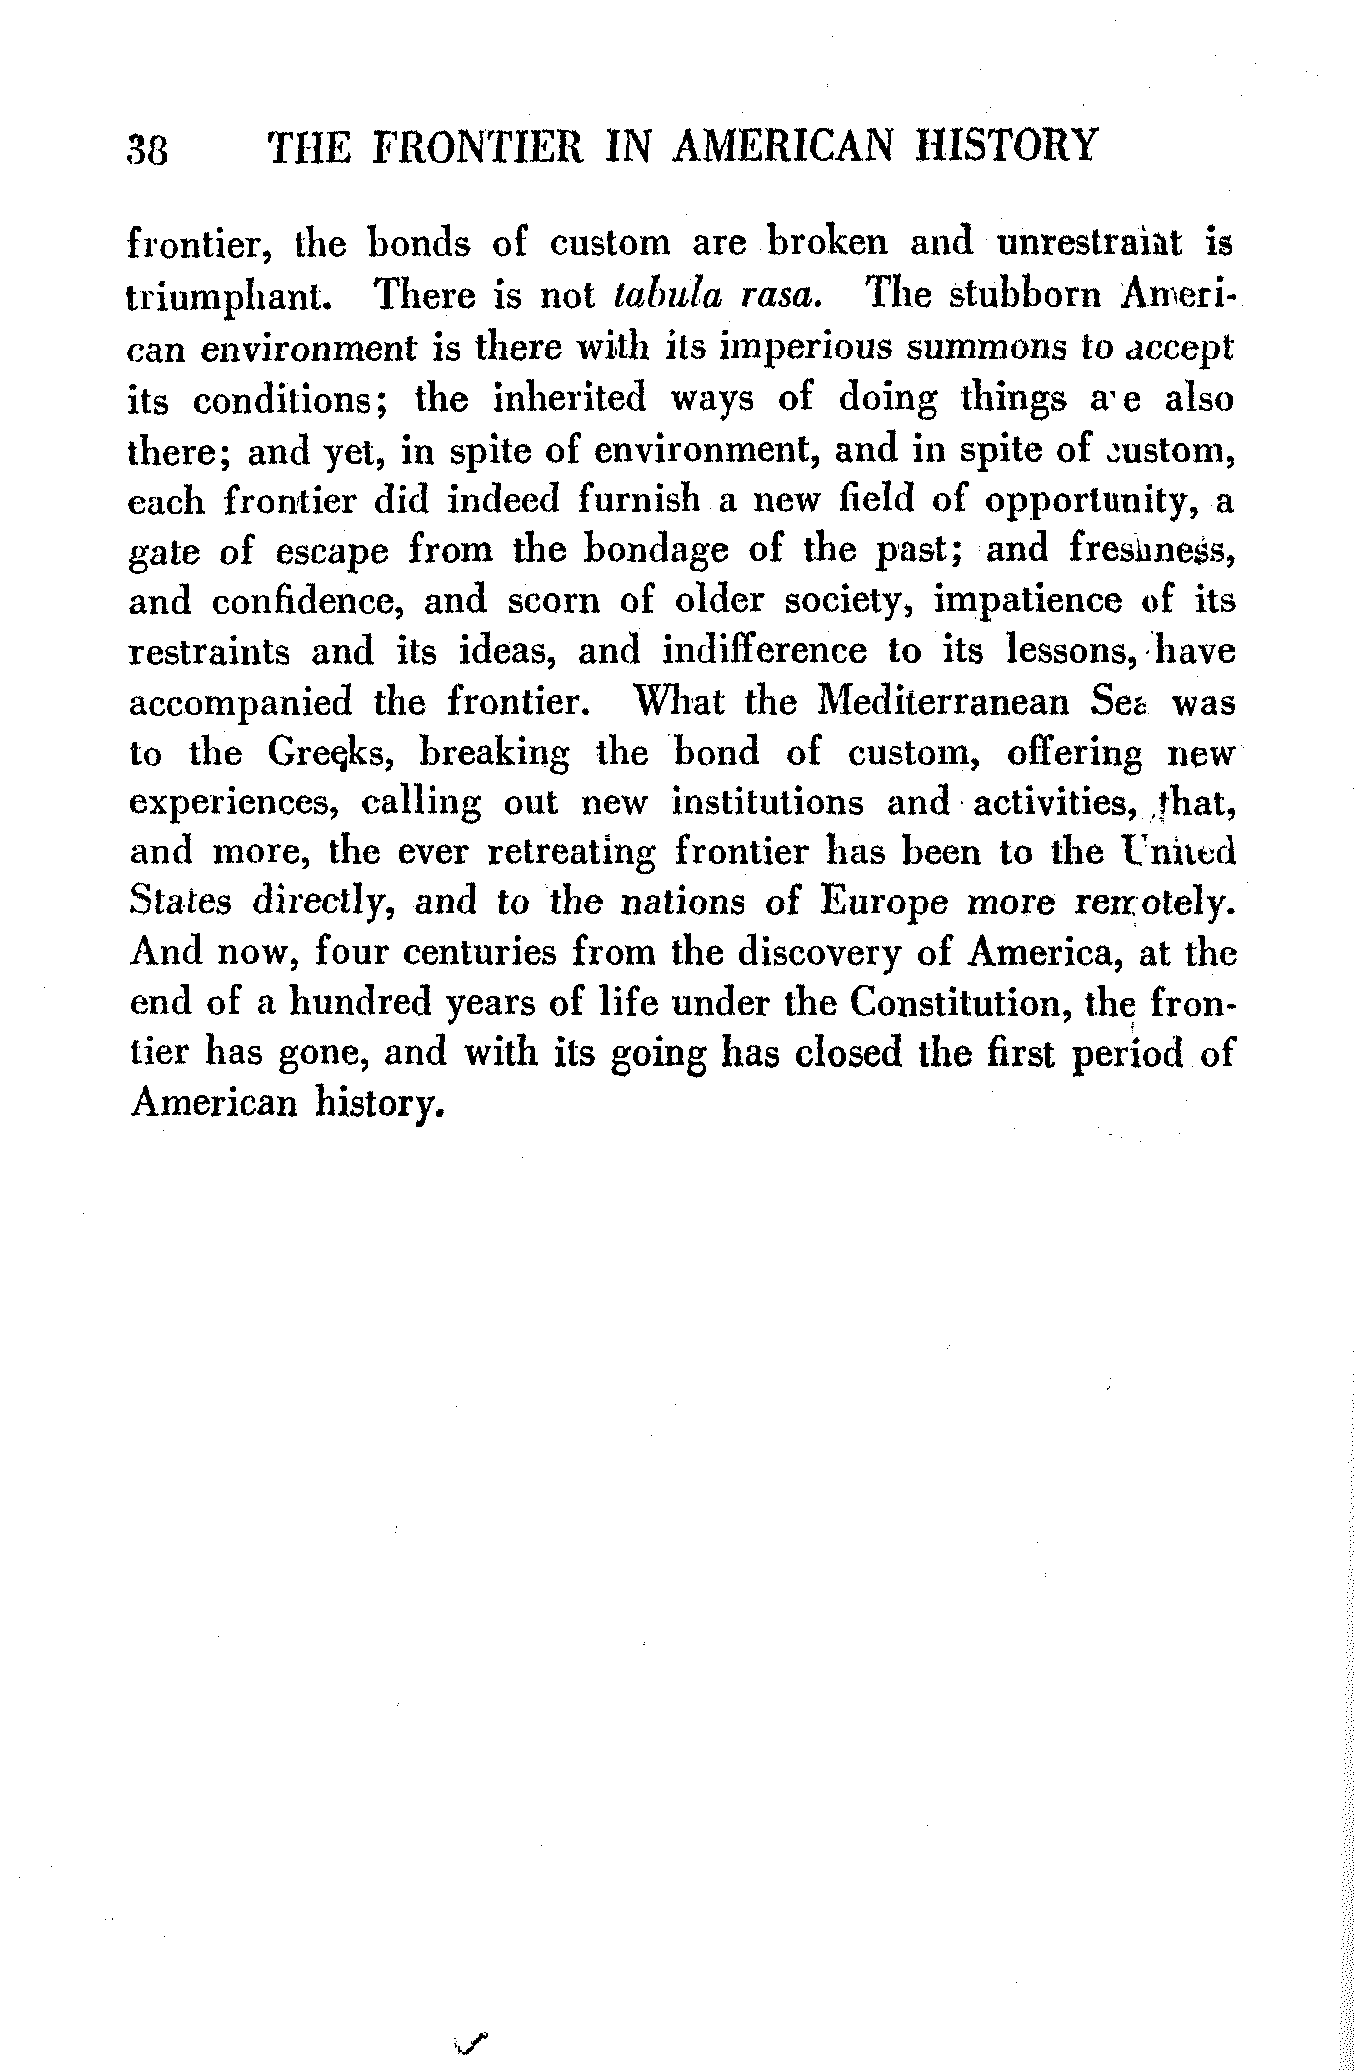 38 THE FRONTIER IN AMERICAN HISTORY
frontier, the bonds of custom are broken and unrestraint is
triumphant. There is not tabula rasa. The stubborn Ameri-
can environment is there with its imperious summons to accept
its conditions; the inherited ways of doing things are also
there; and yet, in spite of environment, and in spite of custom,
each frontier did indeed furnish a new field of opportunity, a
gate of escape from the bondage of the past; and freshness,
and confidence, and scorn of older society, impatience of its
restraints and its ideas, and indifference to its lessons, have
accompanied the frontier. What the Mediterranean Sea was
to the Greeks, breaking the bond of custom, offering new
experiences, calling out new institutions and activities, that,
and more, the ever retreating frontier has been to the United
States directly, and to the nations of Europe more remotely.
And now, four centuries from the discovery of America, at the
end of a hundred years of life under the Constitution, the fron-
tier has gone, and with its going has closed the first period of
American history.